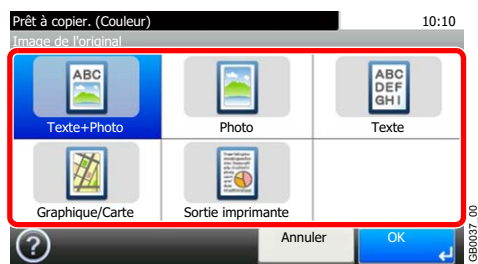 Prêt à copier. (Couleur) 10:10
Image de l'original
ABC
ABC
DEF
GHI
Texte+Photo Photo Texte
Graphique/Carte Sortie imprimante
? Annuler OK
GB0037_00